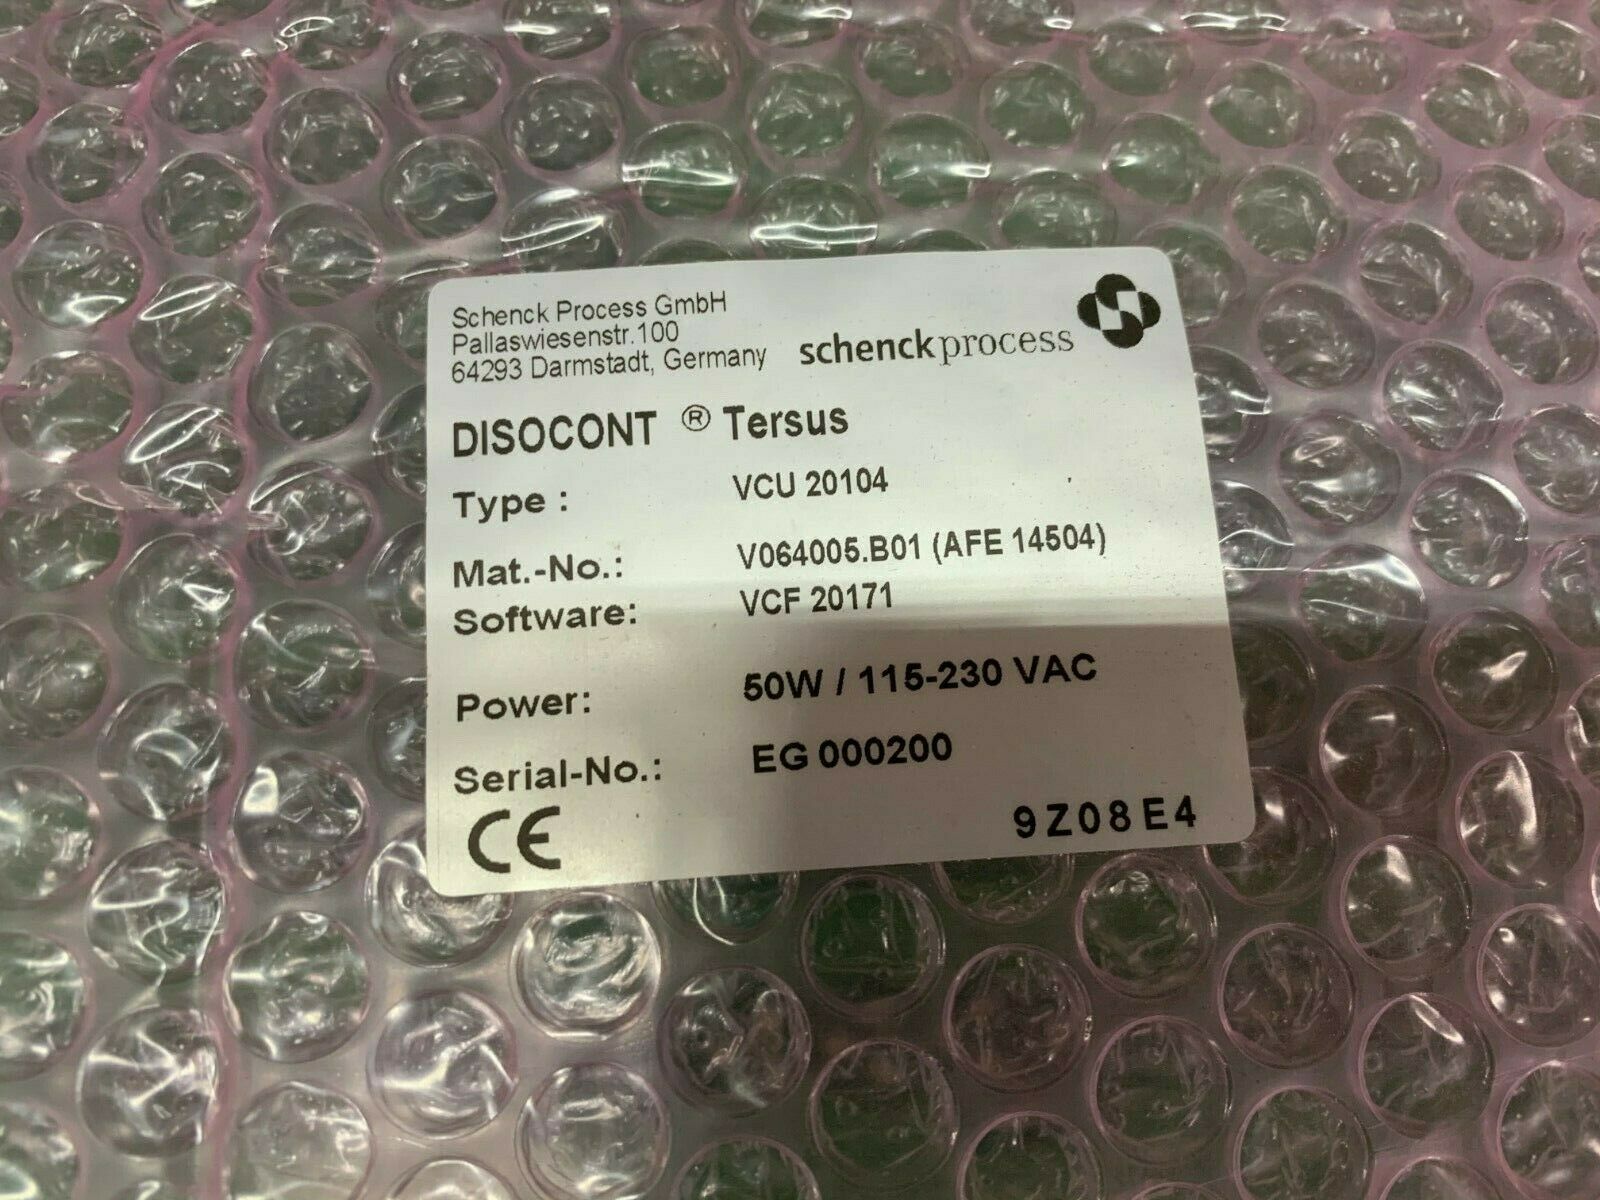 Schenck Process GmbH
Pallaswiesenstr.100
64293 Darmstadt, Germany
schenckprocess
DISOCONT ® Tersus
Type : VCU 20104
Mat.-No.: V064005.B01 (AFE 14504)
Software: VCF 20171
Power: 50W / 115-230 VAC
Serial-No.: EG 000200
CE 9Z08E4